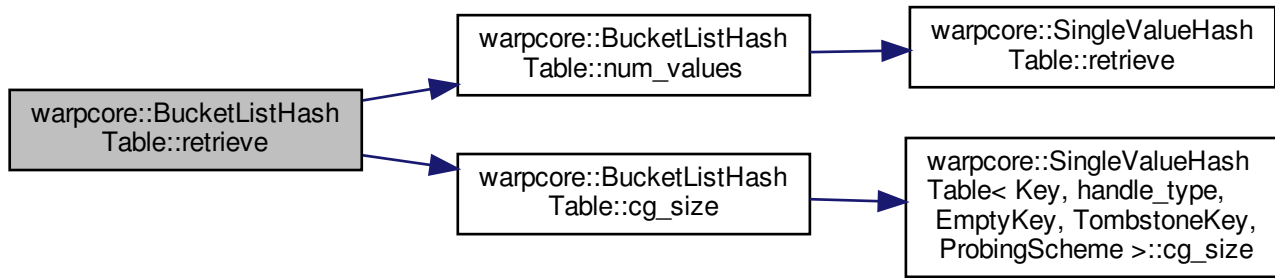 warpcore::BucketListHash
Table::retrieve
warpcore::BucketListHash
Table::num_values
warpcore::SingleValueHash
Table::retrieve
warpcore::BucketListHash
Table::cg_size
warpcore::SingleValueHash
Table< Key, handle_type,
EmptyKey, TombstoneKey,
ProbingScheme >::cg_size